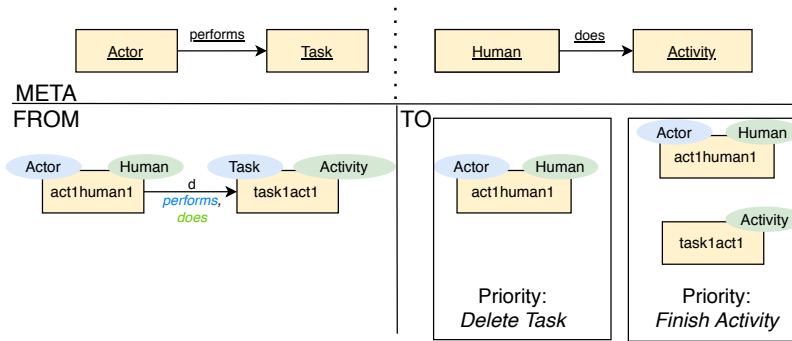 performs
does
Actor
Task
Human
Activity
META
FROM
TO
Actor
Human
Task
Activity
act1human1
d
task1act1
performs,
does
Actor
Human
act1human1
Priority:
Delete Task
Actor
Human
act1human1
Activity
task1act1
Priority:
Finish Activity